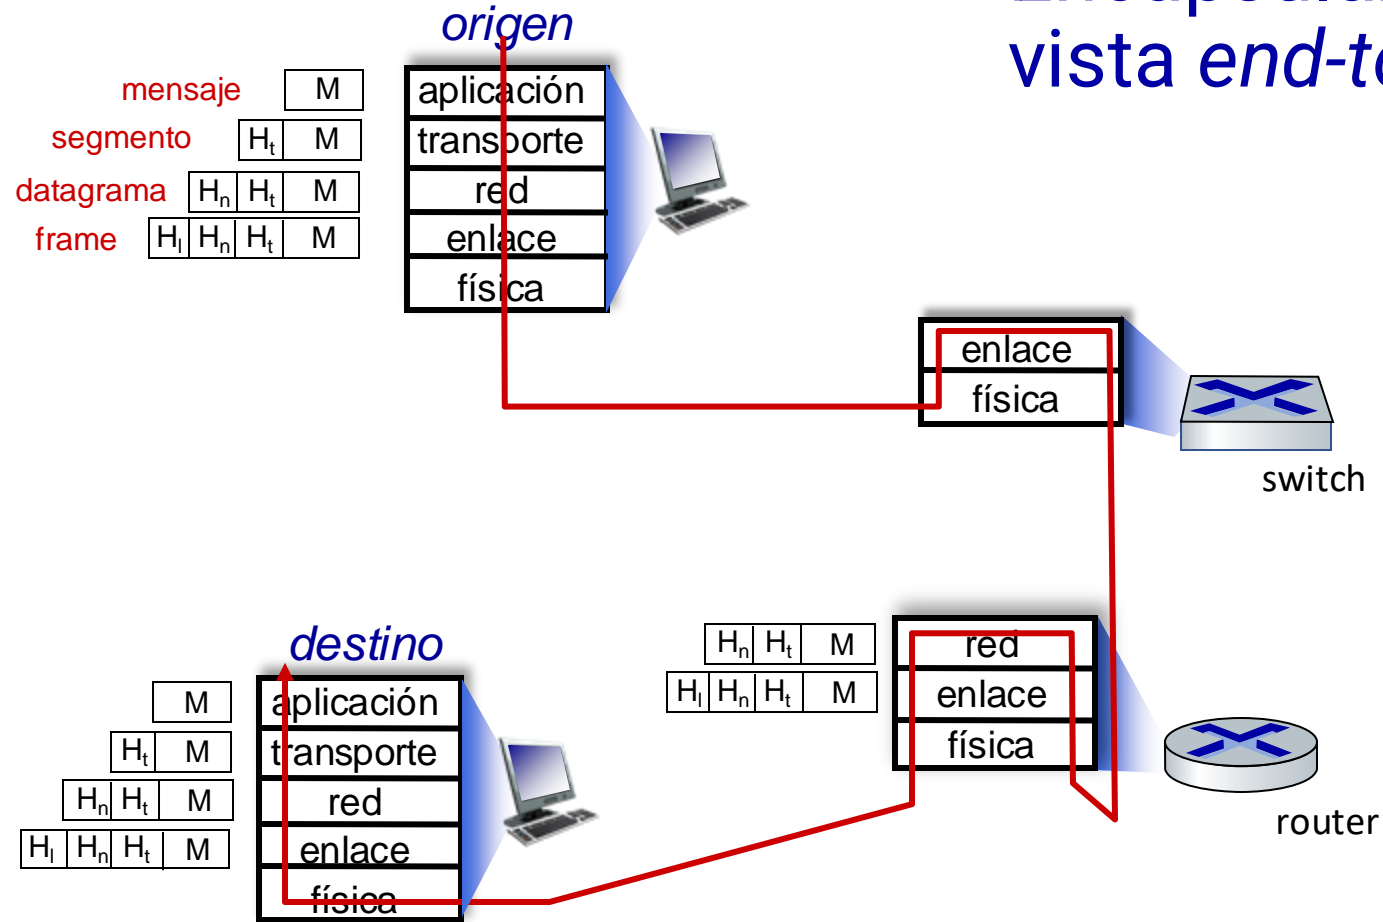 vista end-to
origen
mensaje M
segmento Ht M
datagrama Hn Ht M
frame Hl Hn Ht M
aplicación
transporte
red
enlace
física
enlace
física
switch
Hn Ht M
Hl Hn Ht M
red
enlace
física
router
destino
M
Ht M
Hn Ht M
Hl Hn Ht M
aplicación
transporte
red
enlace
física